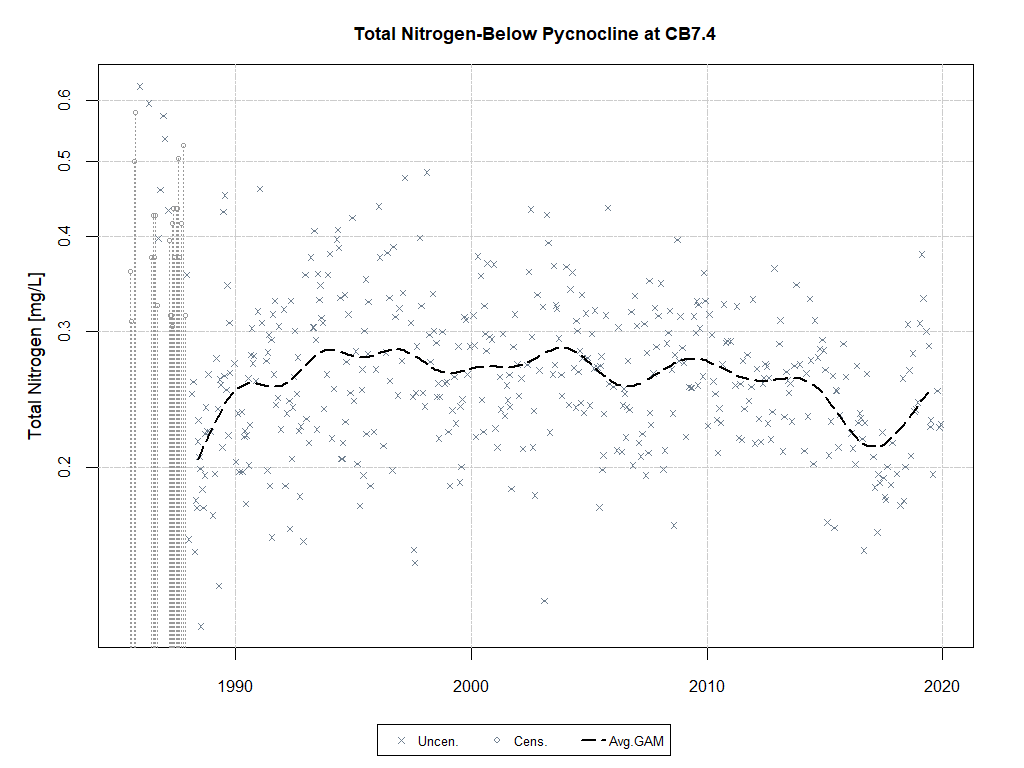 Total Nitrogen-Below Pycnocline at CB7.4
Total Nitrogen [mg/L]
0.6
0.5
0.4
0.3
0.2
1990 2000 2010 2020
Uncen. Cens. Avg.GAM